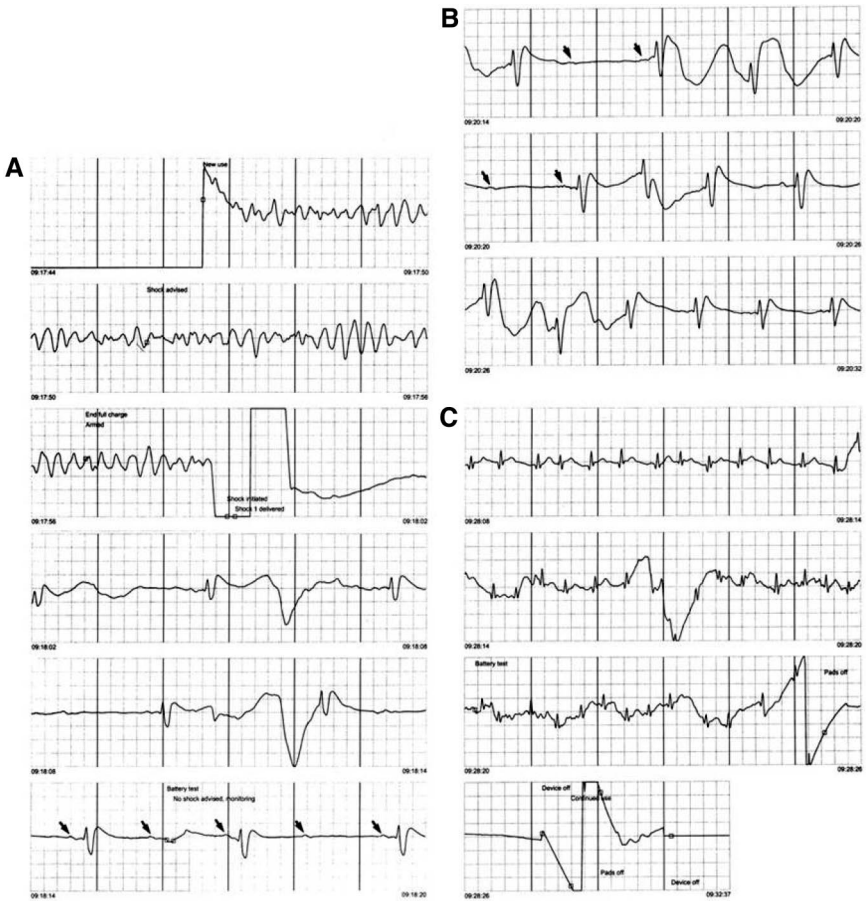 A
New use
09:17:44
09:17:50
Shock advised
09:17:50
09:17:56
End full charge
Armed
Shock initiated
Shock 1 delivered
09:17:56
09:18:02
09:18:02
09:18:08
09:18:08
09:18:14
Battery test
No shock advised, monitoring
09:18:14
09:18:20
B
09:20:14
09:20:20
09:20:20
09:20:26
09:20:26
09:20:32
C
09:28:08
09:28:14
09:28:14
09:28:20
Battery test
Pads off
09:28:20
09:28:26
Device off
Continued use
Pads off
Device off
09:28:26
09:32:37